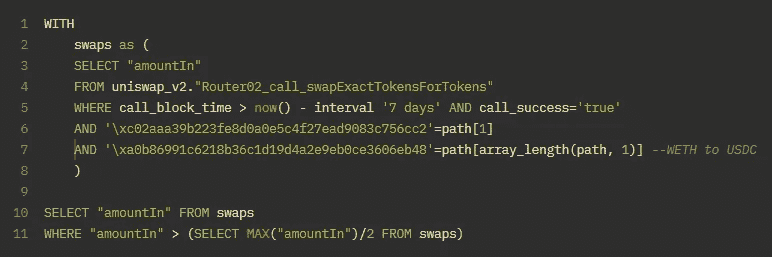 1 WITH
2 swaps as (
3 SELECT "amountIn"
4 FROM uniswap_v2."Router02_call_swapExactTokensForTokens"
5 WHERE call_block_time > now() - interval '7 days' AND call_success='true'
6 AND '\xc02aaa39b223fe8d0a0e5c4f27ead9083c756cc2'=path[1]
7 AND '\xa0b86991c6218b36c1d19d4a2e9eb0ce3606eb48'=path[array_length(path, 1)] --WETH to USDC
8 )
9
10 SELECT "amountIn" FROM swaps
11 WHERE "amountIn" > (SELECT MAX("amountIn")/2 FROM swaps)